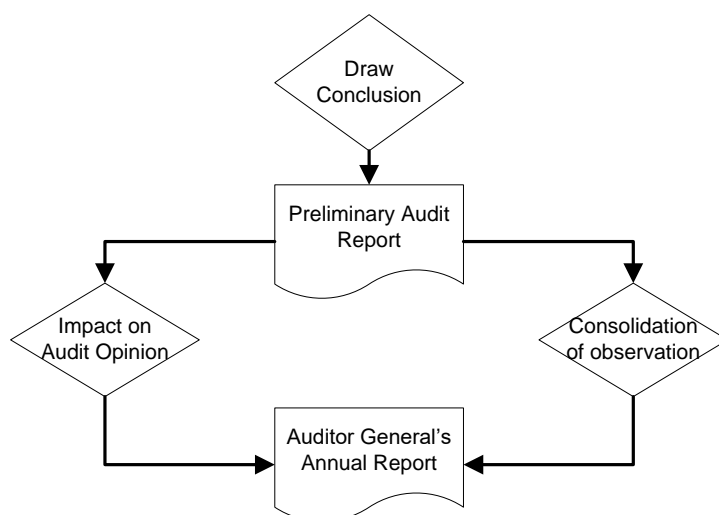 Draw
Conclusion
Preliminary Audit
Report
Impact on
Audit Opinion
Consolidation
of observation
Auditor General’s
Annual Report